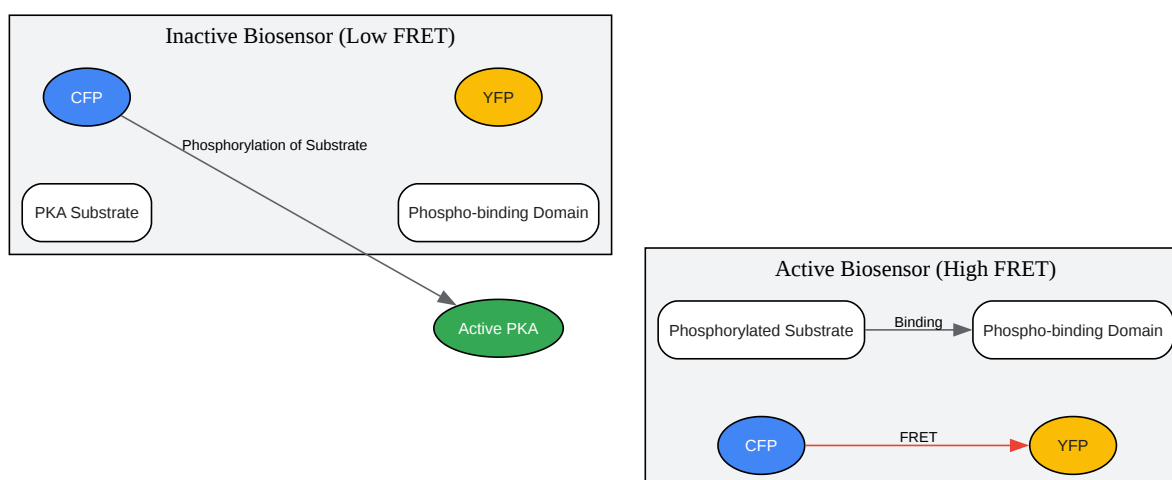 Inactive Biosensor (Low FRET)
CFP
YFP
Phosphorylation of Substrate
PKA Substrate
Phospho-binding Domain
Active PKA
Active Biosensor (High FRET)
Phosphorylated Substrate
Binding
Phospho-binding Domain
CFP
FRET
YFP